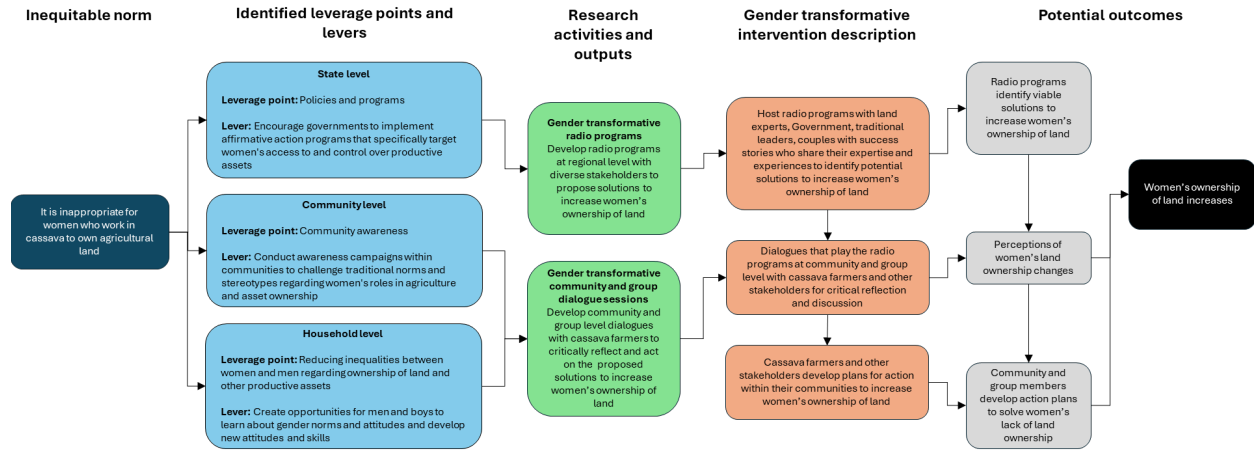 Inequitable norm
Identified leverage points and
levers
Research
activities and
outputs
Gender transformative
intervention description
Potential outcomes
It is inappropriate for
women who work in
cassava to own agricultural
land
State level
Leverage point: Policies and programs
Lever: Encourage governments to implement
affirmative action programs that specifically target
women's access to and control over productive
assets
Community level
Leverage point: Community awareness
Lever: Conduct awareness campaigns within
communities to challenge traditional norms and
stereotypes regarding women's roles in
agriculture and asset ownership
Household level
Leverage point: Reducing inequalities between
women and men regarding ownership of land and
other productive assets
Lever: Create opportunities for men and boys to
learn about gender norms and attitudes and develop
new attitudes and skills
Gender transformative
radio programs
Develop radio programs
at regional level with
diverse stakeholders to
propose solutions to
increase women's
ownership of land
Gender transformative
community and group
dialogue sessions
Develop community and
group level dialogues
with cassava farmers to
critically reflect and act
on the proposed
solutions to increase
women's ownership of
land
Host radio programs with land
experts, Government, traditional
leaders, couples with success
stories who share their expertise and
experiences to identify potential
solutions to increase women's
ownership of land
Dialogues that play the radio
programs at community and group
level with cassava farmers and other
stakeholders for critical reflection
and discussion
Cassava farmers and other
stakeholders develop plans for action
within their communities to increase
women's ownership of land
Radio programs
identify viable
solutions to
increase women's
ownership of land
Perceptions of
women's land
ownership changes
Community and
group members
develop action plans
to solve women's
lack of land
ownership
Women's ownership
of land increases